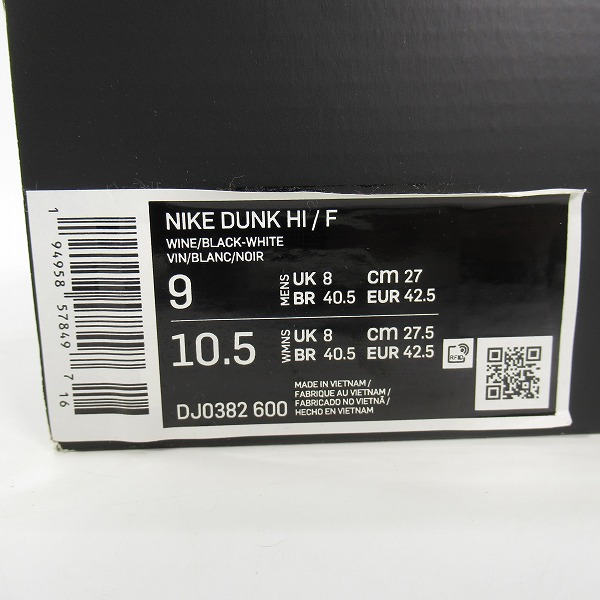 NIKE DUNK HI / F
WINE/BLACK-WHITE
VIN/BLANC/NOIR
9 MENS UK 8 cm 27
BR 40.5 EUR 42.5
10.5 WMNS UK 8 cm 27.5
BR 40.5 EUR 42.5
RFID
DJ0382 600
MADE IN VIETNAM /
FABRIQUE AU VIETNAM /
FABRICADO NO VIETNÃ /
HECHO EN VIETNAM
1 94958 57849 7 16